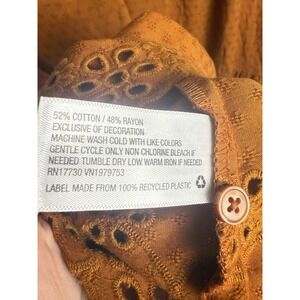 52% COTTON / 48% RAYON
EXCLUSIVE OF DECORATION
MACHINE WASH COLD WITH LIKE COLORS
GENTLE CYCLE ONLY NON CHLORINE BLEACH IF
NEEDED TUMBLE DRY LOW WARM IRON IF NEEDED
RN17730 VN1979753
LABEL MADE FROM 100% RECYCLED PLASTIC